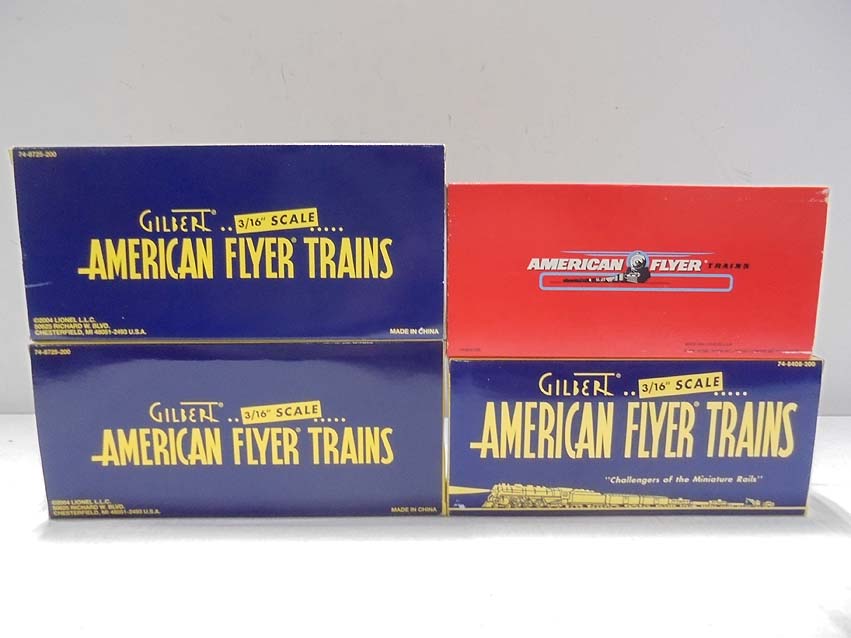 74-8725-200
GILBERT®
3/16" SCALE
AMERICAN FLYER® TRAINS
©2004 LIONEL L.L.C.
50625 RICHARD W. BLVD.
CHESTERFIELD, MI 48051-2493 U.S.A.
MADE IN CHINA
AMERICAN FLYER® TRAINS
74-8725-200
GILBERT®
3/16" SCALE
AMERICAN FLYER® TRAINS
©2004 LIONEL L.L.C.
50625 RICHARD W. BLVD.
CHESTERFIELD, MI 48051-2493 U.S.A.
MADE IN CHINA
74-8408-200
GILBERT®
3/16" SCALE
AMERICAN FLYER® TRAINS
"Challengers of the Miniature Rails"